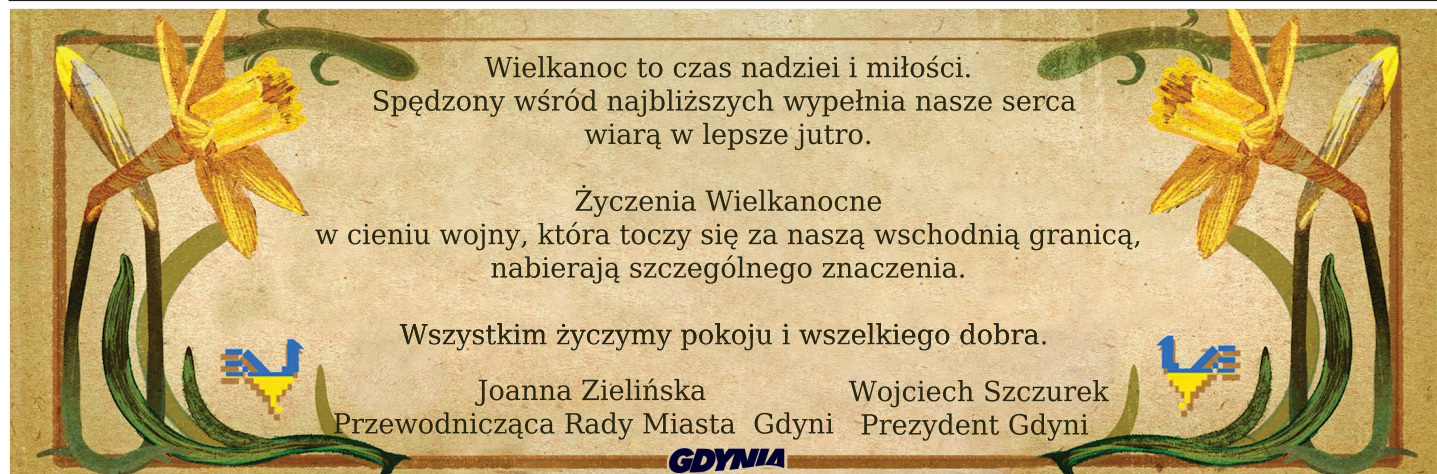 Wielkanoc to czas nadziei i miłości.
Spędzony wśród najbliższych wypełnia nasze serca
wiarą w lepsze jutro.
Życzenia Wielkanocne
w cieniu wojny, która toczy się za naszą wschodnią granicą,
nabierają szczególnego znaczenia.
Wszystkim życzymy pokoju i wszelkiego dobra.
Joanna Zielińska
Przewodnicząca Rady Miasta Gdyni
Wojciech Szczurek
Prezydent Gdyni
GDYNIA